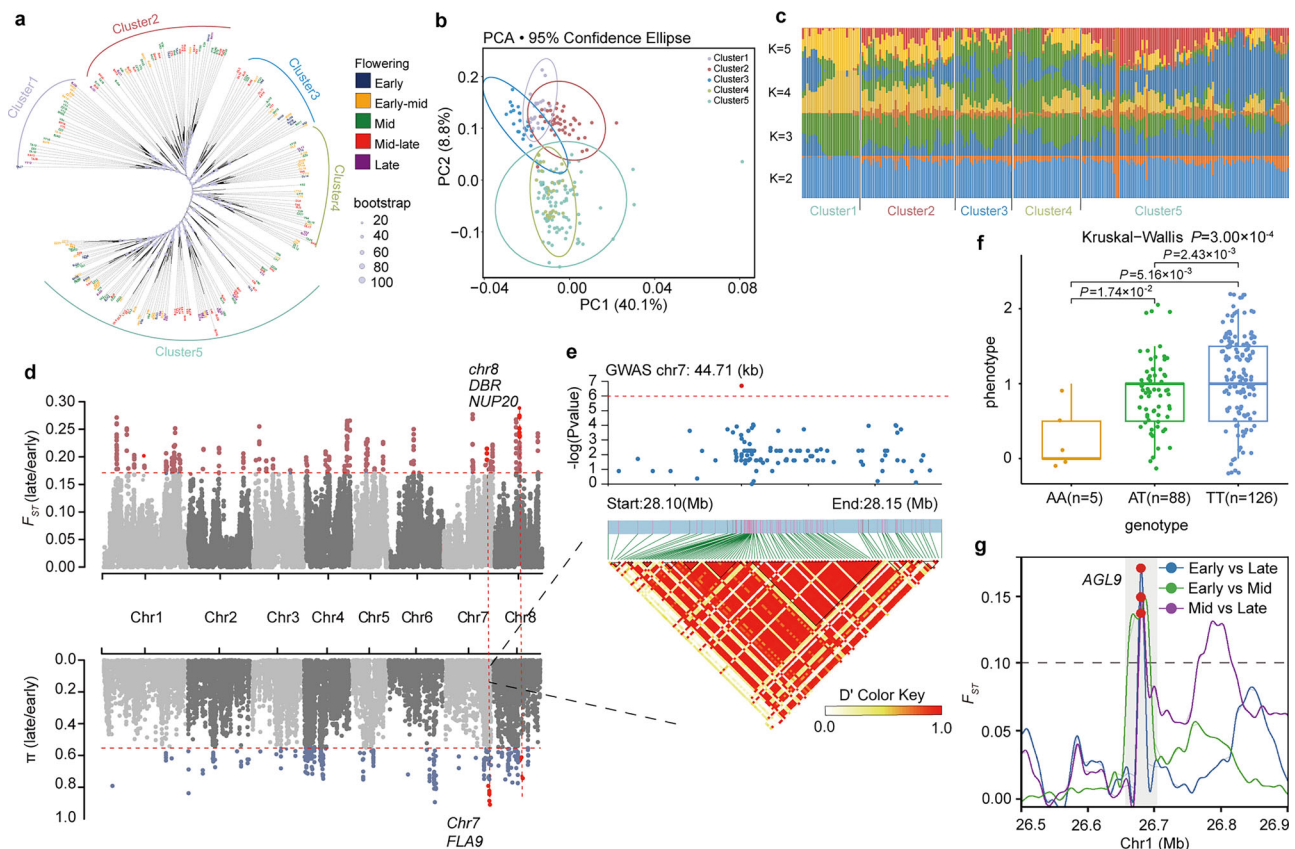 a
Cluster1
Cluster2
Cluster3
Cluster4
Cluster5
Flowering
Early
Early-mid
Mid
Mid-late
Late
bootstrap
20
40
60
80
100
b
PCA • 95% Confidence Ellipse
Cluster1
Cluster2
Cluster3
Cluster4
Cluster5
PC2 (8.8%)
0.2
0.1
0.0
−0.1
−0.04
0.00
0.04
0.08
PC1 (40.1%)
c
K=5
K=4
K=3
K=2
Cluster1
Cluster2
Cluster3
Cluster4
Cluster5
d
chr8
DBR
NUP20
FST (late/early)
0.30
0.25
0.20
0.15
0.10
0.05
0.00
Chr1
Chr2
Chr3
Chr4
Chr5
Chr6
Chr7
Chr8
π (late/early)
0.0
0.2
0.4
0.6
0.8
1.0
Chr7
FLA9
e
GWAS chr7: 44.71 (kb)
-log(Pvalue)
7
6
4
3
2
1
0
Start:28.10(Mb)
End:28.15 (Mb)
D' Color Key
0.0
1.0
f
Kruskal−Wallis P=3.00×10-4
P=2.43×10-3
P=5.16×10-3
P=1.74×10-2
phenotype
2
1
0
AA(n=5)
AT(n=88)
TT(n=126)
genotype
g
AGL9
Early vs Late
Early vs Mid
Mid vs Late
FST
0.15
0.10
0.05
0.00
26.5
26.6
26.7
26.8
26.9
Chr1 (Mb)